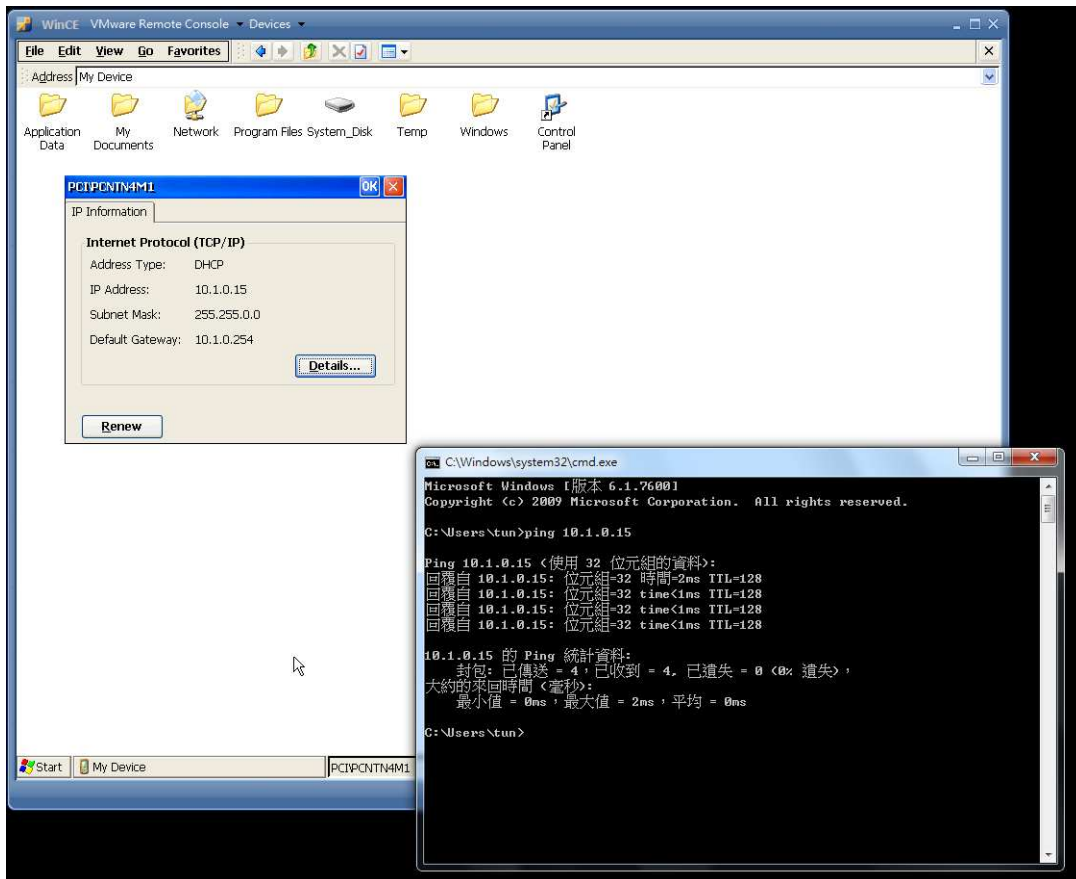 WinCE VMware Remote Console Devices
File Edit View Go Favorites
Address My Device
Application Data
My Documents
Network
Program Files
System_Disk
Temp
Windows
Control Panel
PCI\PCNTN4M1 OK
IP Information
Internet Protocol (TCP/IP)
Address Type: DHCP
IP Address: 10.1.0.15
Subnet Mask: 255.255.0.0
Default Gateway: 10.1.0.254
Details...
Renew
C:\Windows\system32\cmd.exe
Microsoft Windows [版本 6.1.7600]
Copyright (c) 2009 Microsoft Corporation. All rights reserved.
C:\Users\tun>ping 10.1.0.15
Ping 10.1.0.15 (使用 32 位元組的資料):
回覆自 10.1.0.15: 位元組=32 時間=2ms TTL=128
回覆自 10.1.0.15: 位元組=32 time<1ms TTL=128
回覆自 10.1.0.15: 位元組=32 time<1ms TTL=128
回覆自 10.1.0.15: 位元組=32 time<1ms TTL=128
10.1.0.15 的 Ping 統計資料:
封包: 已傳送 = 4，已收到 = 4, 已遺失 = 0 (0% 遺失)，
大約的來回時間 (毫秒):
最小值 = 0ms，最大值 = 2ms，平均 = 0ms
C:\Users\tun>
Start My Device PCI\PCNTN4M1